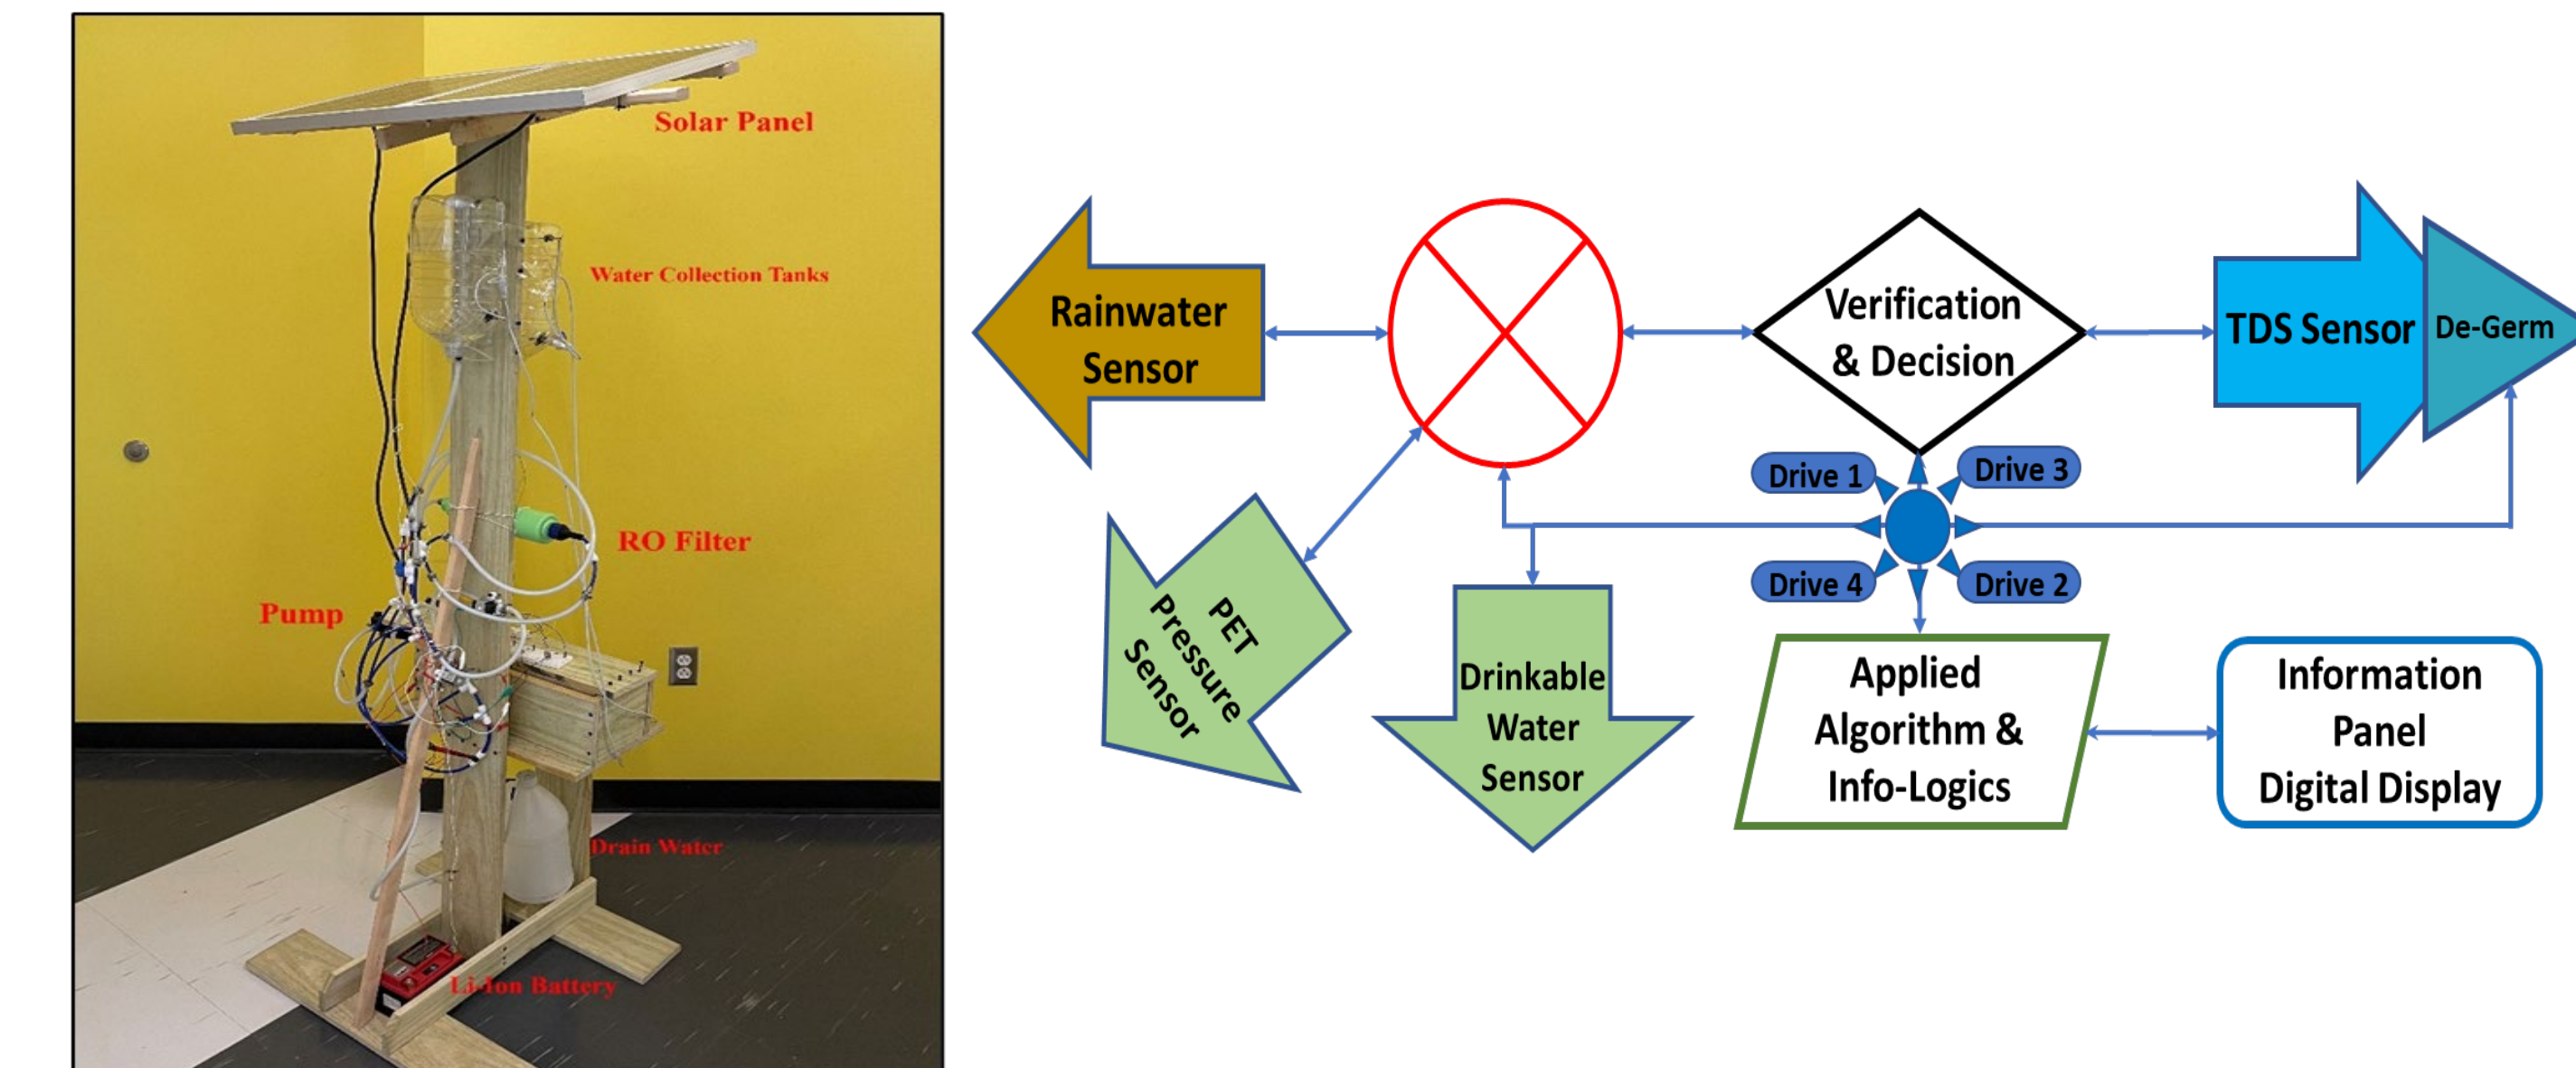 Solar Panel
Water Collection Tanks
RO Filter
Pump
Drain Water
Li-Ion Battery
Rainwater
Sensor
Verification
& Decision
TDS Sensor
De-Germ
Drive 1
Drive 3
Drive 4
Drive 2
PET
Pressure
Sensor
Drinkable
Water
Sensor
Applied
Algorithm &
Info-Logics
Information
Panel
Digital Display